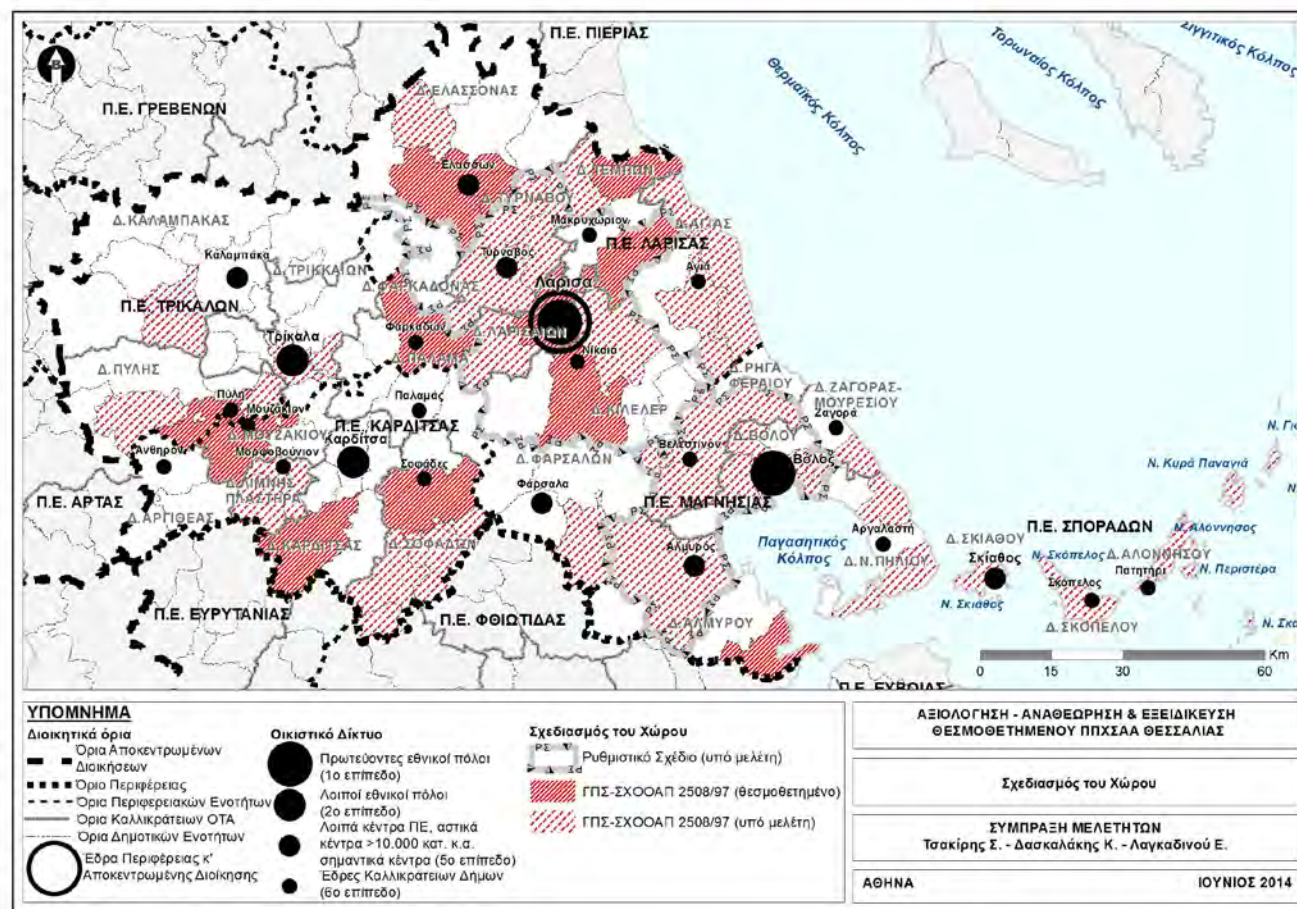 Π.Ε. ΠΙΕΡΙΑΣ
Σιγγιτικός Κόλπος
Τορωναίος Κόλπος
Θερμαϊκός Κόλπος
Β
Δ.ΕΛΑΣΣΟΝΑΣ
Π.Ε. ΓΡΕΒΕΝΩΝ
Ελασσών
Δ.ΤΕΜΠΩΝ
Δ.ΤΥΡΝΑΒΟΥ
Δ.ΚΑΛΑΜΠΑΚΑΣ
Μακρυχώριον
Δ.ΑΓΙΑΣ
Π.Ε. ΛΑΡΙΣΑΣ
Καλαμπάκα
Δ.ΤΡΙΚΚΑΙΩΝ
Τύρναβος
Αγιά
Δ.ΦΑΡΚΑΔΟΝΑΣ
Λάρισα
Π.Ε. ΤΡΙΚΑΛΩΝ
Φαρκαδών
Δ.ΛΑΡΙΣΑΙΩΝ
Τρίκαλα
Δ.ΠΑΛΑΜΑ
Νίκαια
Δ.ΠΥΛΗΣ
Δ.ΡΗΓΑ ΦΕΡΑΙΟΥ
Δ.ΖΑΓΟΡΑΣ-ΜΟΥΡΕΣΙΟΥ
Πύλη
Μουζάκιον
Παλαμάς
Δ.ΚΙΛΕΛΕΡ
Ζαγορά
Δ.ΜΟΥΖΑΚΙΟΥ
Π.Ε. ΚΑΡΔΙΤΣΑΣ
Καρδίτσα
Δ.ΒΟΛΟΥ
Βόλος
Ανθηρόν
Μορφοβούνιον
Σοφάδες
Δ.ΦΑΡΣΑΛΩΝ
Βελεστίνον
Δ.ΛΙΜΝΗΣ ΠΛΑΣΤΗΡΑ
Φάρσαλα
Π.Ε. ΜΑΓΝΗΣΙΑΣ
Ν. Κυρά Παναγιά
Π.Ε. ΑΡΤΑΣ
Δ.ΑΡΓΙΘΕΑΣ
Π.Ε. ΣΠΟΡΑΔΩΝ
Ν. Αλόννησος
Δ.ΚΑΡΔΙΤΣΑΣ
Δ.ΣΟΦΑΔΩΝ
Αλμυρός
Παγασητικός Κόλπος
Αργαλαστή
Δ.Ν.ΠΗΛΙΟΥ
Δ.ΣΚΙΑΘΟΥ
Σκίαθος
Ν. Σκόπελος
Δ.ΑΛΟΝΝΗΣΟΥ
Πατητήρι
Ν. Περιστέρα
Σκόπελος
Ν. Σκιάθος
Π.Ε. ΕΥΡΥΤΑΝΙΑΣ
Π.Ε. ΦΘΙΩΤΙΔΑΣ
Δ.ΑΛΜΥΡΟΥ
Δ.ΣΚΟΠΕΛΟΥ
Km
0 15 30 60
Π.Ε. ΕΥΒΟΙΑΣ
ΥΠΟΜΝΗΜΑ
Διοικητικά όρια
Όρια Αποκεντρωμένων
Διοικήσεων
Όριο Περιφέρειας
Όρια Περιφερειακών Ενοτήτων
Όρια Καλλικράτειων ΟΤΑ
Όρια Δημοτικών Ενοτήτων
Έδρα Περιφέρειας κ'
Αποκεντρωμένης Διοίκησης
Οικιστικό Δίκτυο
Πρωτεύοντες εθνικοί πόλοι
(1ο επίπεδο)
Λοιποί εθνικοί πόλοι
(2ο επίπεδο)
Λοιπά κέντρα ΠΕ, αστικά
κέντρα >10.000 κατ. κ.α.
σημαντικά κέντρα (5ο επίπεδο)
Έδρες Καλλικράτειων Δήμων
(6ο επίπεδο)
Σχεδιασμός του Χώρου
ΡΣ
Ρυθμιστικό Σχέδιο (υπό μελέτη)
ΓΠΣ-ΣΧΟΟΑΠ 2508/97 (θεσμοθετημένο)
ΓΠΣ-ΣΧΟΟΑΠ 2508/97 (υπό μελέτη)
ΑΞΙΟΛΟΓΗΣΗ - ΑΝΑΘΕΩΡΗΣΗ & ΕΞΕΙΔΙΚΕΥΣΗ
ΘΕΣΜΟΘΕΤΗΜΕΝΟΥ ΠΠΧΣΑΑ ΘΕΣΣΑΛΙΑΣ
Σχεδιασμός του Χώρου
ΣΥΜΠΡΑΞΗ ΜΕΛΕΤΗΤΩΝ
Τσακίρης Σ. - Δασκαλάκης Κ. - Λαγκαδινού Ε.
ΑΘΗΝΑ ΙΟΥΝΙΟΣ 2014